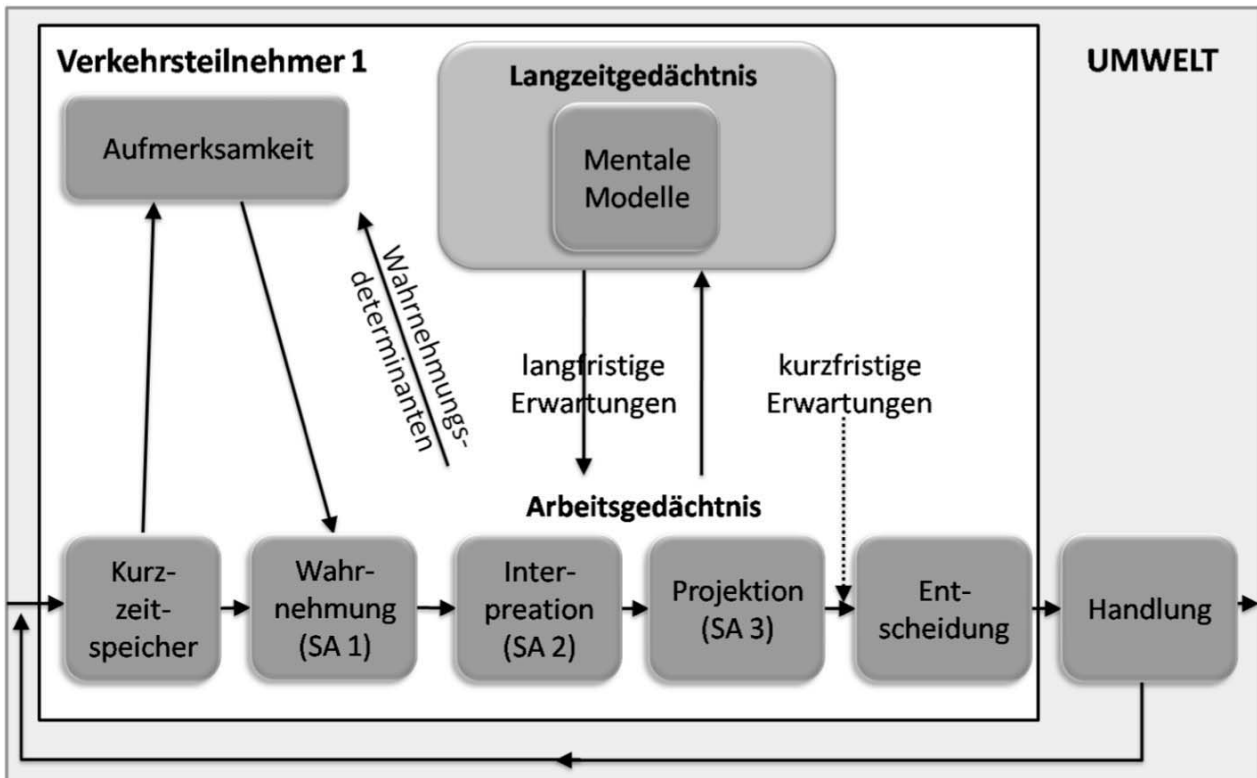 Verkehrsteilnehmer 1
UMWELT
Langzeitgedächtnis
Aufmerksamkeit
Mentale
Modelle
Wahrnehmungs-
determinanten
langfristige
Erwartungen
kurzfristige
Erwartungen
Arbeitsgedächtnis
Kurz-
zeit-
speicher
Wahr-
nehmung
(SA 1)
Inter-
preation
(SA 2)
Projektion
(SA 3)
Ent-
scheidung
Handlung